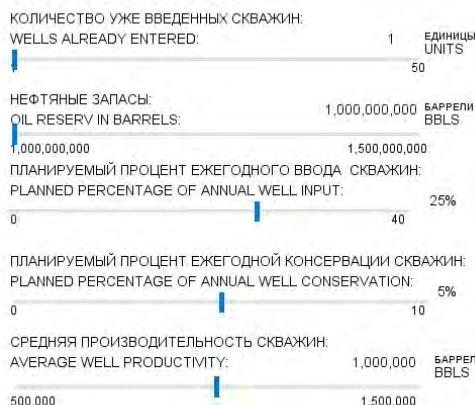 КОЛИЧЕСТВО УЖЕ ВВЕДЕННЫХ СКВАЖИН:
WELLS ALREADY ENTERED: 1 ЕДИНИЦЫ UNITS
50
НЕФТЯНЫЕ ЗАПАСЫ:
OIL RESERV IN BARRELS: 1,000,000,000 БАРРЕЛИ BBLS
1,000,000,000 1,500,000,000
ПЛАНИРУЕМЫЙ ПРОЦЕНТ ЕЖЕГОДНОГО ВВОДА СКВАЖИН:
PLANNED PERCENTAGE OF ANNUAL WELL INPUT: 25%
0 40
ПЛАНИРУЕМЫЙ ПРОЦЕНТ ЕЖЕГОДНОЙ КОНСЕРВАЦИИ СКВАЖИН:
PLANNED PERCENTAGE OF ANNUAL WELL CONSERVATION: 5%
0 10
СРЕДНЯЯ ПРОИЗВОДИТЕЛЬНОСТЬ СКВАЖИН:
AVERAGE WELL PRODUCTIVITY: 1,000,000 БАРРЕЛ BBLS
500,000 1,500,000